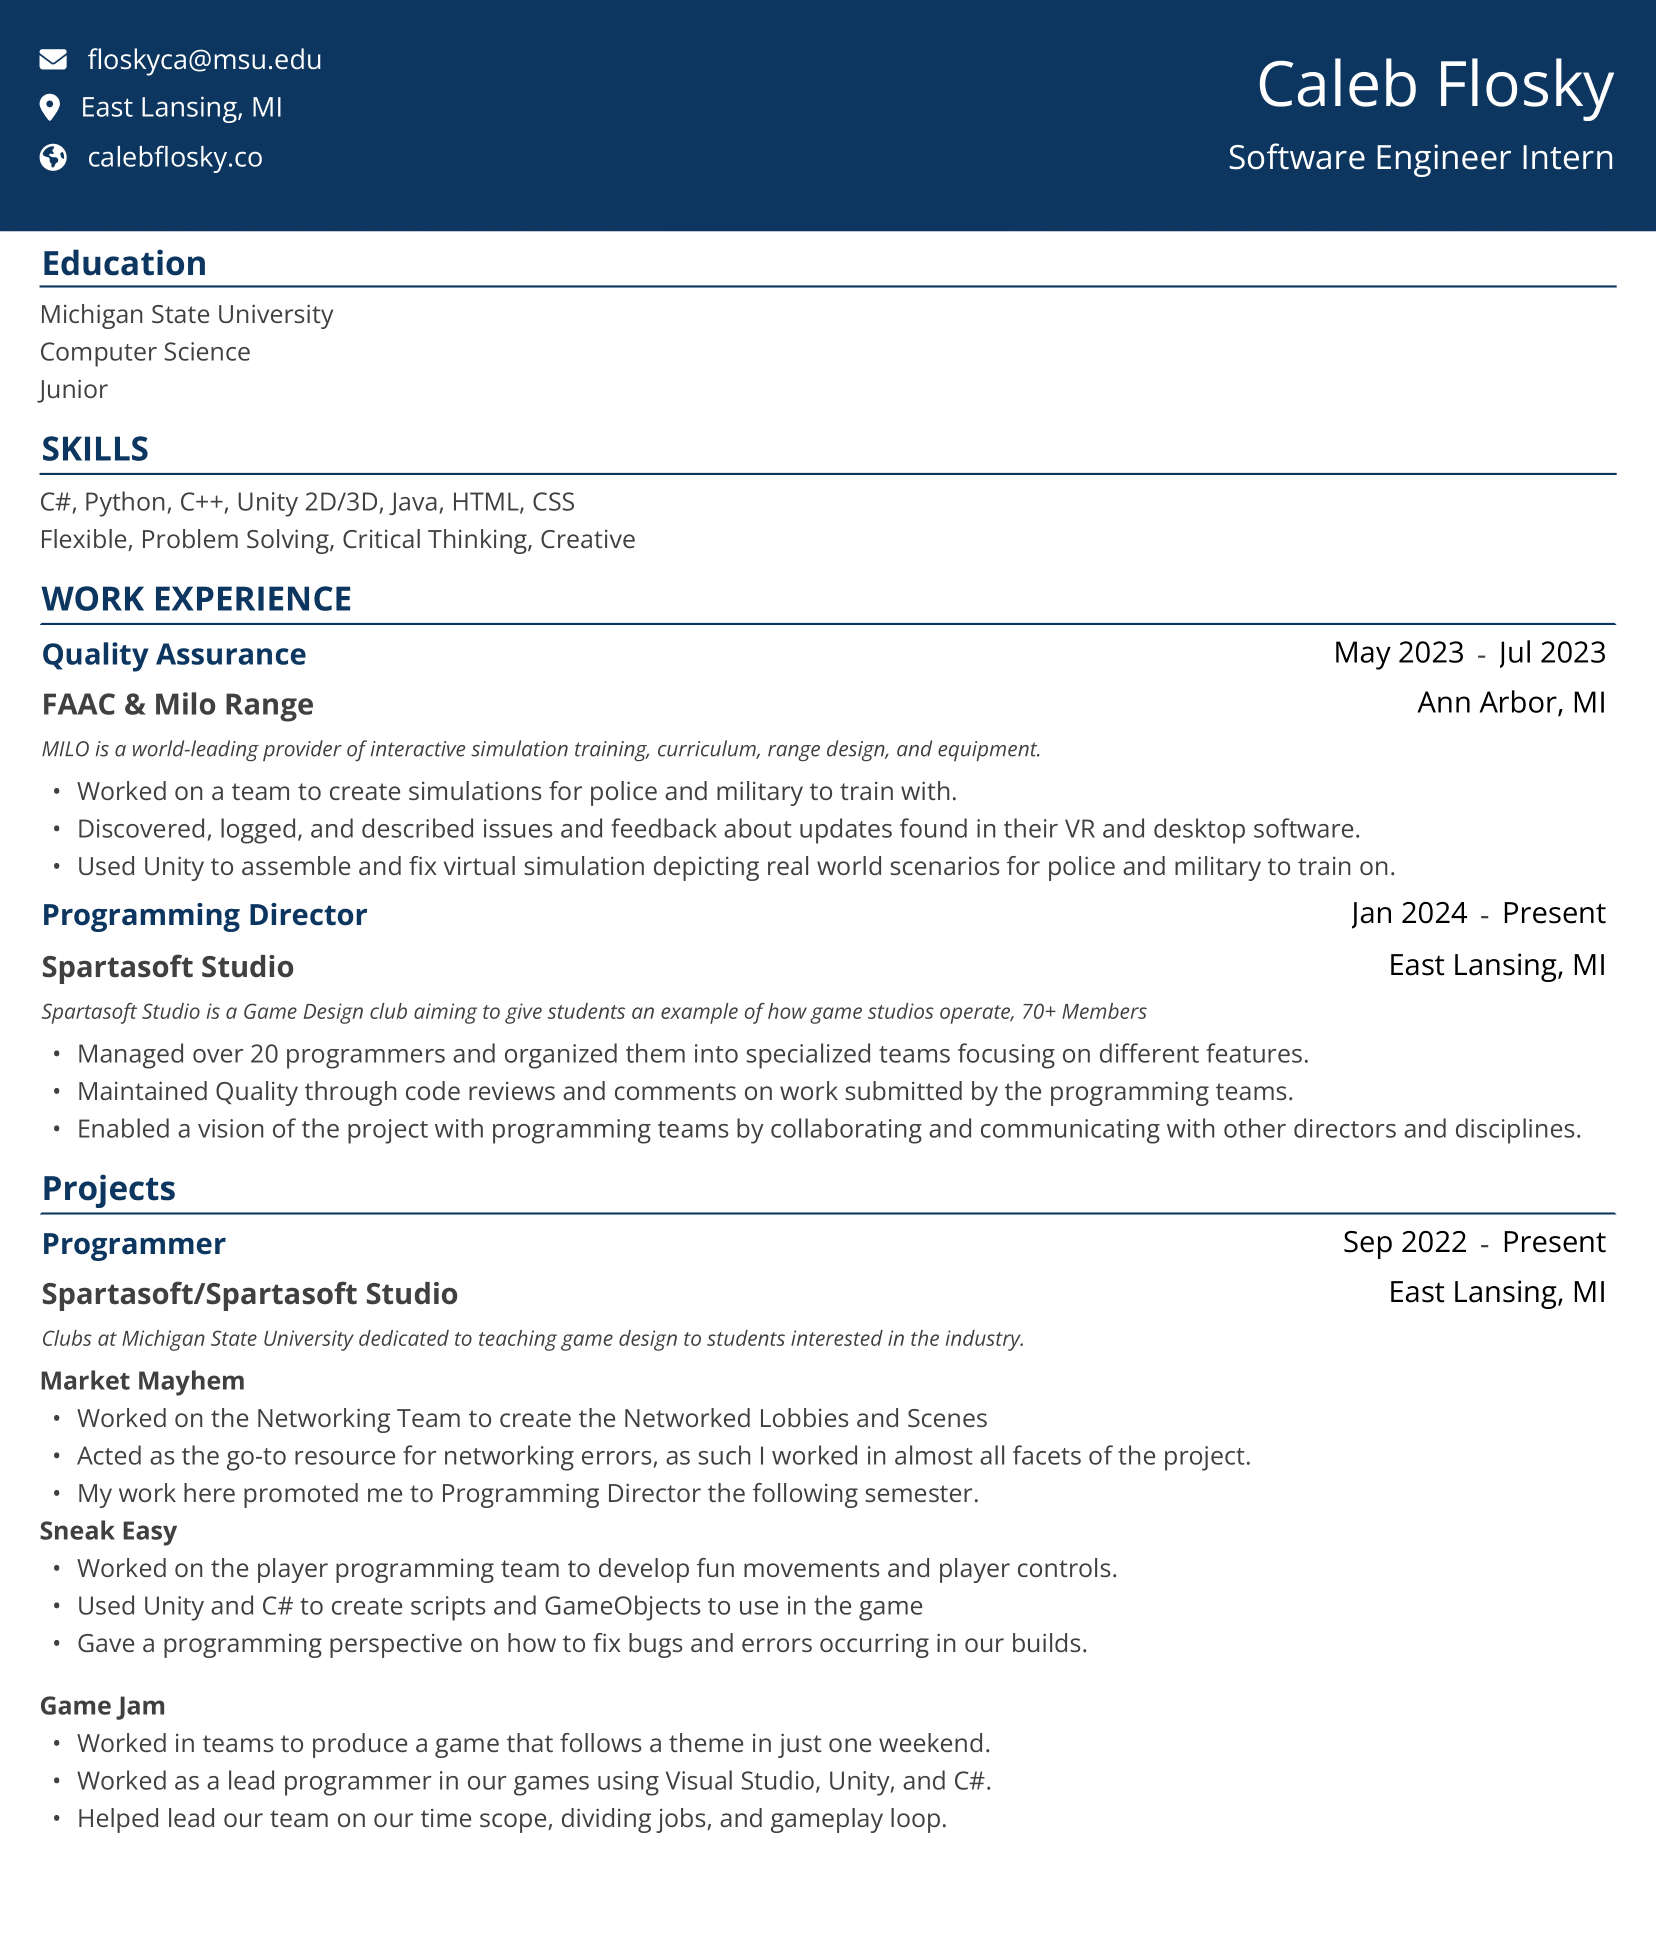 floskyca@msu.edu
East Lansing, MI
calebflosky.co
Caleb Flosky
Software Engineer Intern
Education
Michigan State University
Computer Science
Junior
SKILLS
C#, Python, C++, Unity 2D/3D, Java, HTML, CSS
Flexible, Problem Solving, Critical Thinking, Creative
WORK EXPERIENCE
Quality Assurance May 2023 - Jul 2023
FAAC & Milo Range Ann Arbor, MI
MILO is a world-leading provider of interactive simulation training, curriculum, range design, and equipment.
• Worked on a team to create simulations for police and military to train with.
• Discovered, logged, and described issues and feedback about updates found in their VR and desktop software.
• Used Unity to assemble and fix virtual simulation depicting real world scenarios for police and military to train on.
Programming Director Jan 2024 - Present
Spartasoft Studio East Lansing, MI
Spartasoft Studio is a Game Design club aiming to give students an example of how game studios operate, 70+ Members
• Managed over 20 programmers and organized them into specialized teams focusing on different features.
• Maintained Quality through code reviews and comments on work submitted by the programming teams.
• Enabled a vision of the project with programming teams by collaborating and communicating with other directors and disciplines.
Projects
Programmer Sep 2022 - Present
Spartasoft/Spartasoft Studio East Lansing, MI
Clubs at Michigan State University dedicated to teaching game design to students interested in the industry.
Market Mayhem
• Worked on the Networking Team to create the Networked Lobbies and Scenes
• Acted as the go-to resource for networking errors, as such I worked in almost all facets of the project.
• My work here promoted me to Programming Director the following semester.
Sneak Easy
• Worked on the player programming team to develop fun movements and player controls.
• Used Unity and C# to create scripts and GameObjects to use in the game
• Gave a programming perspective on how to fix bugs and errors occurring in our builds.
Game Jam
• Worked in teams to produce a game that follows a theme in just one weekend.
• Worked as a lead programmer in our games using Visual Studio, Unity, and C#.
• Helped lead our team on our time scope, dividing jobs, and gameplay loop.